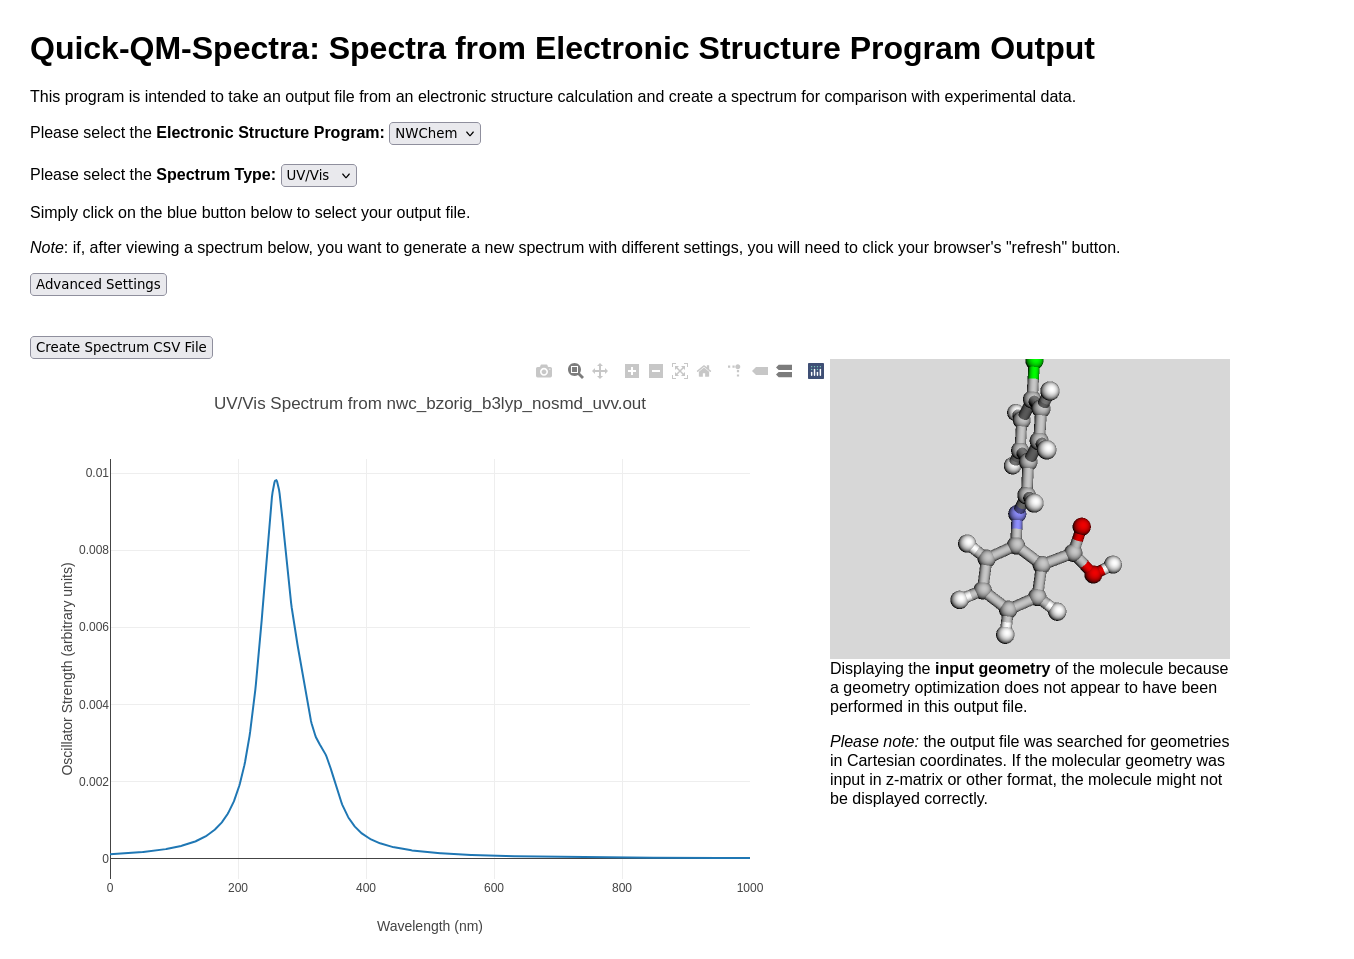 Quick-QM-Spectra: Spectra from Electronic Structure Program Output
This program is intended to take an output file from an electronic structure calculation and create a spectrum for comparison with experimental data.
Please select the Electronic Structure Program: NWChem
Please select the Spectrum Type: UV/Vis
Simply click on the blue button below to select your output file.
Note: if, after viewing a spectrum below, you want to generate a new spectrum with different settings, you will need to click your browser's "refresh" button.
Advanced Settings
Create Spectrum CSV File
UV/Vis Spectrum from nwc_bzorig_b3lyp_nosmd_uvv.out
Oscillator Strength (arbitrary units)
0.01
0.008
0.006
0.004
0.002
0
0 200 400 600 800 1000
Wavelength (nm)
Displaying the input geometry of the molecule because
a geometry optimization does not appear to have been
performed in this output file.
Please note: the output file was searched for geometries
in Cartesian coordinates. If the molecular geometry was
input in z-matrix or other format, the molecule might not
be displayed correctly.